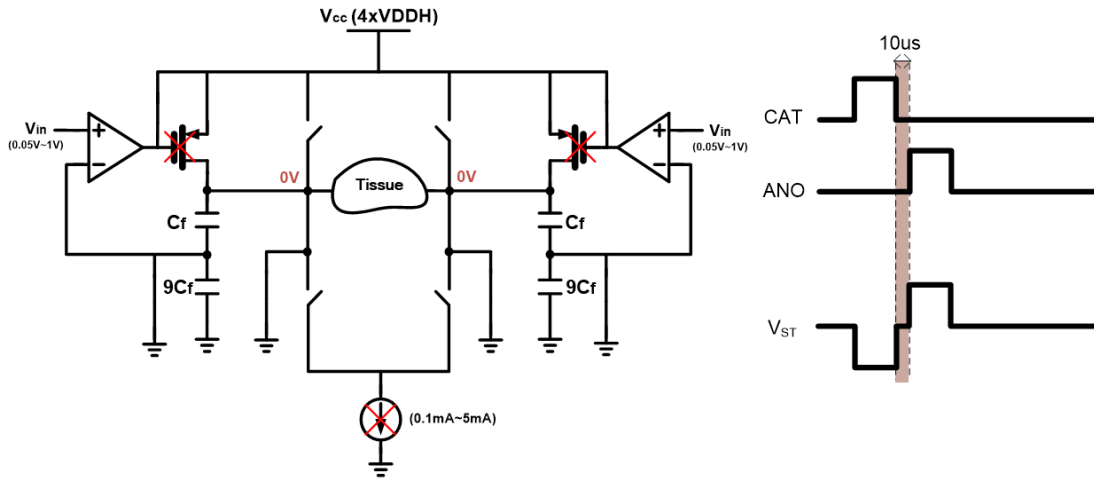 Vcc (4xVDDH)
10us
CAT
Vin
(0.05V~1V)
+
−
+
−
Vin
(0.05V~1V)
0V
Tissue
0V
ANO
Cf
Cf
9Cf
9Cf
VST
(0.1mA~5mA)